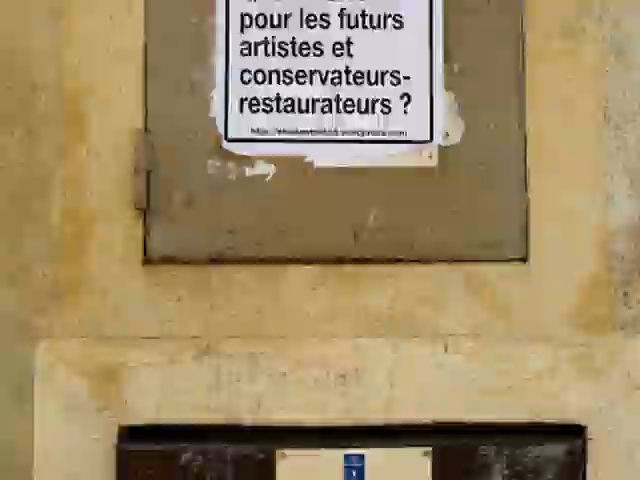 pour les futurs
artistes et
conservateurs-
restaurateurs ?